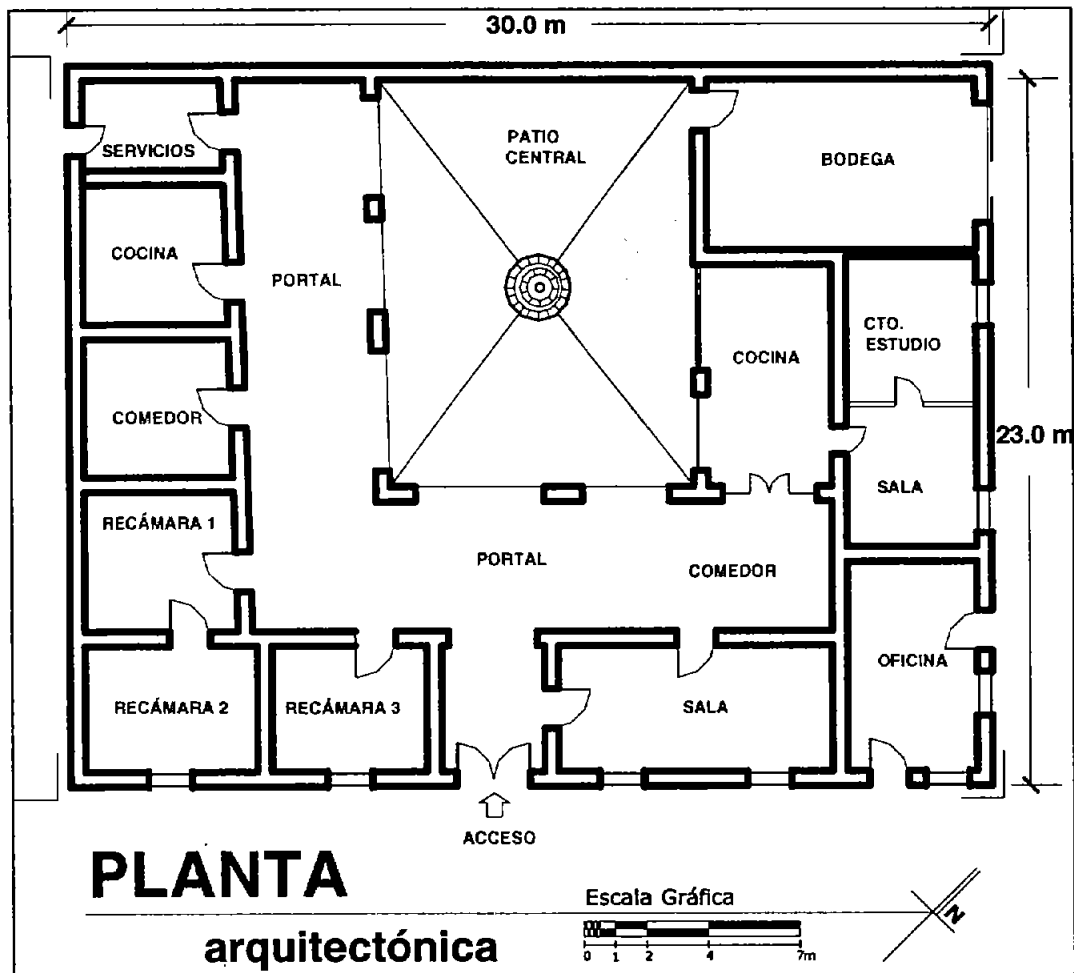 30.0 m
SERVICIOS
PATIO
CENTRAL
BODEGA
COCINA
PORTAL
CTO.
ESTUDIO
COCINA
COMEDOR
23.0 m
SALA
RECÁMARA 1
PORTAL
COMEDOR
OFICINA
RECÁMARA 2
RECÁMARA 3
SALA
ACCESO
PLANTA
arquitectónica
Escala Gráfica
0 1 2 4 7m
N